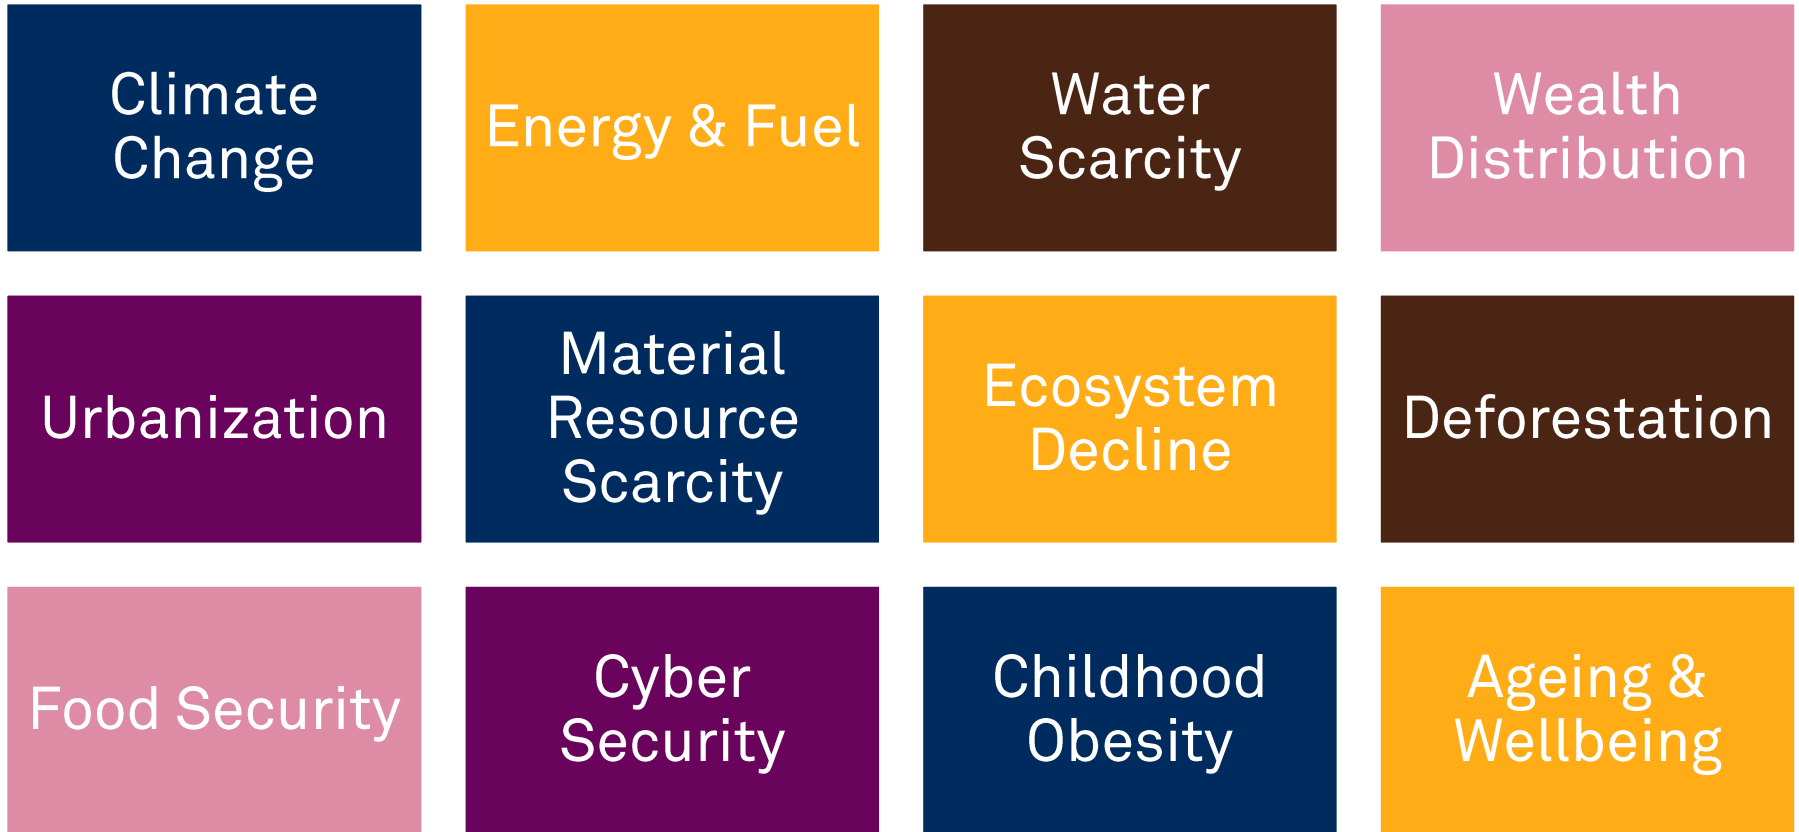 Climate
Change
Energy & Fuel
Water
Scarcity
Wealth
Distribution
Urbanization
Material
Resource
Scarcity
Ecosystem
Decline
Deforestation
Food Security
Cyber
Security
Childhood
Obesity
Ageing &
Wellbeing